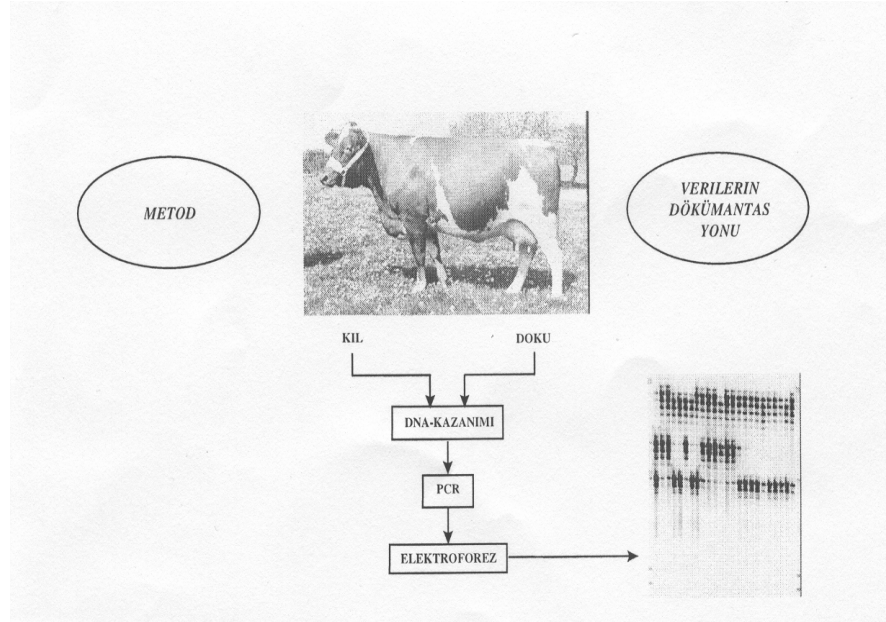 METOD
VERILERIN
DÖKÜMANTAS
YONU
KIL
DOKU
DNA-KAZANIMI
PCR
ELEKTROFOREZ